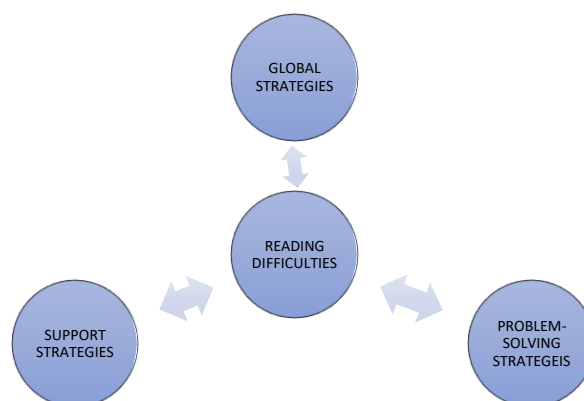 GLOBAL
STRATEGIES
READING
DIFFICULTIES
SUPPORT
STRATEGIES
PROBLEM-
SOLVING
STRATEGEIS